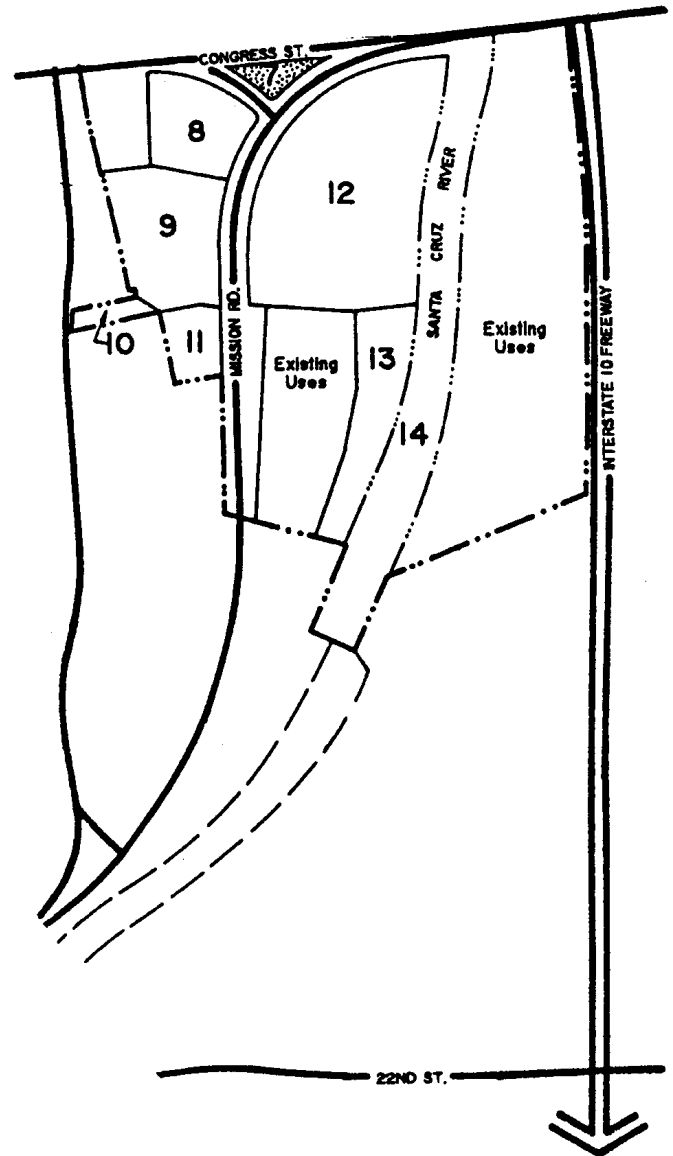 CONGRESS ST.
7
8
12
RIVER
CRUZ
SANTA
9
10
11
MISSION RD.
Existing
Uses
13
14
Existing
Uses
INTERSTATE 10 FREEWAY
22ND ST.